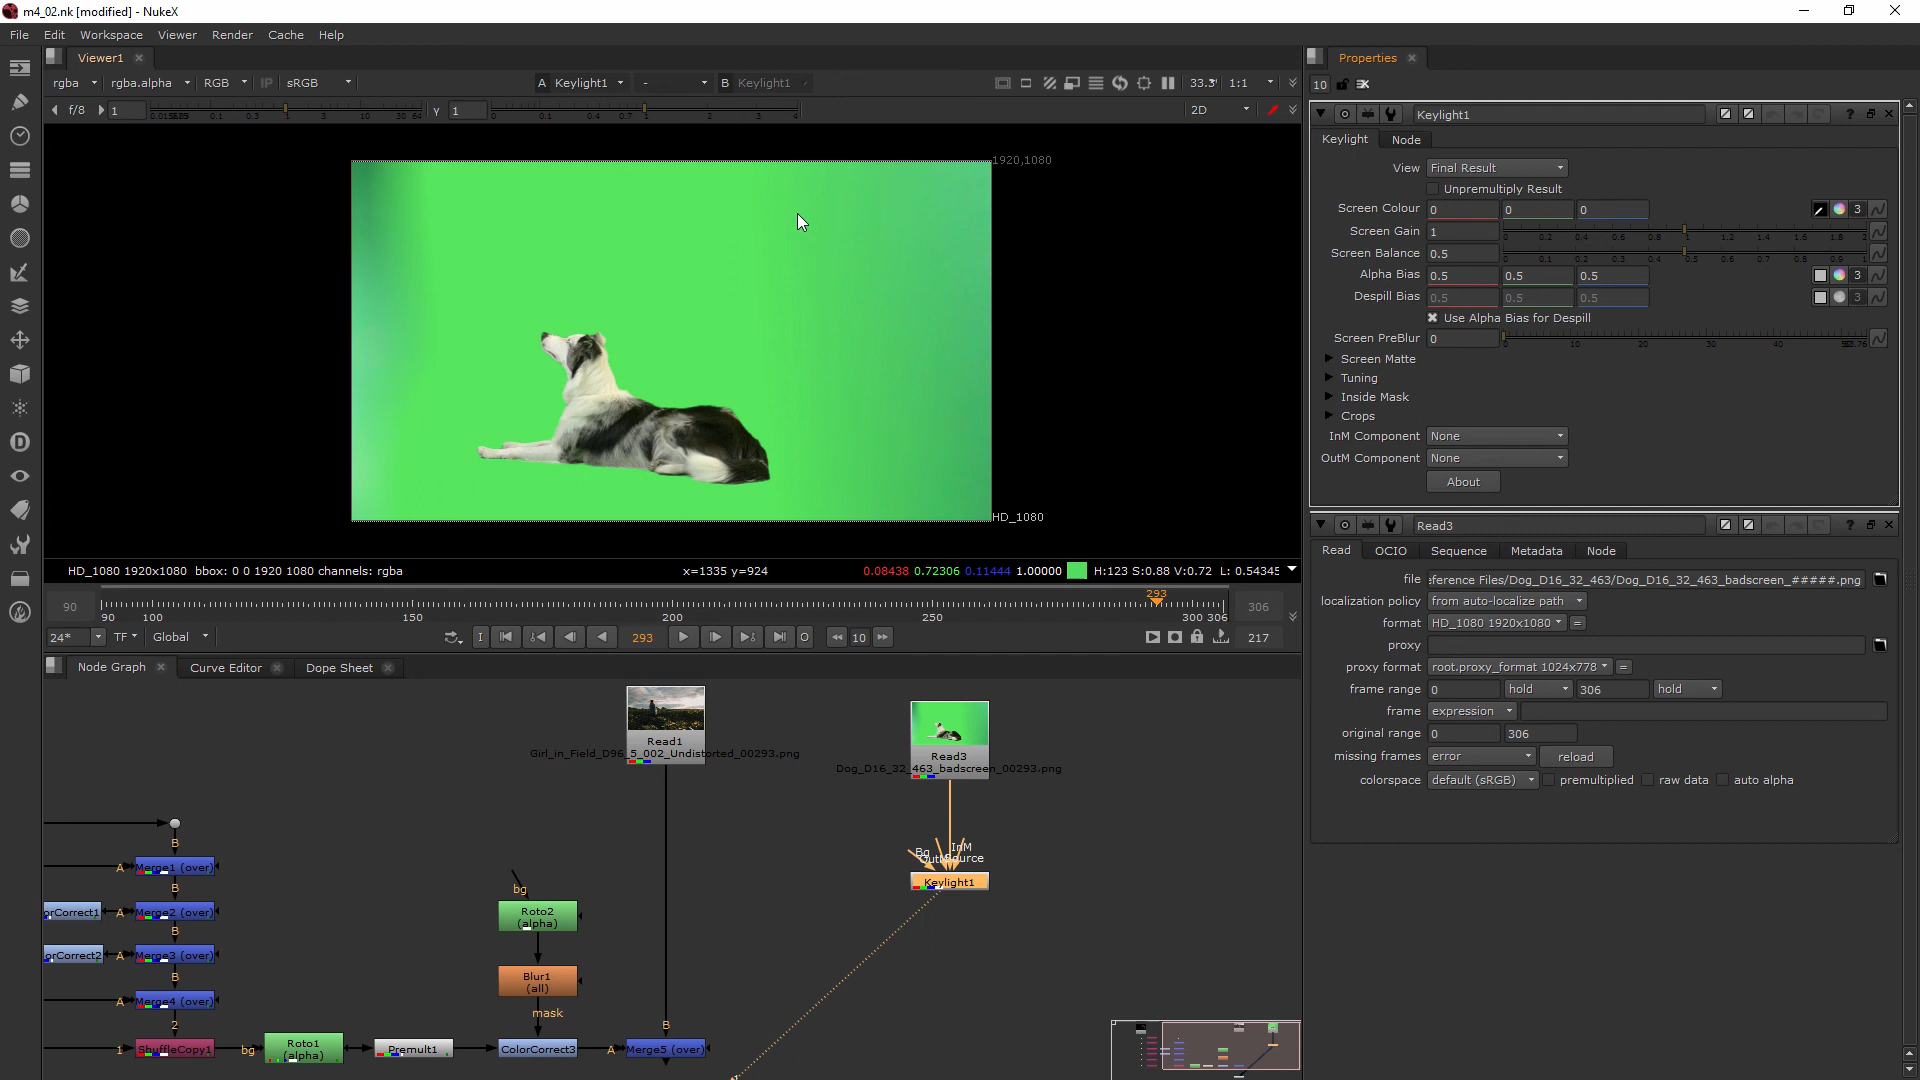 m4_02.nk [modified] - NukeX
File Edit Workspace Viewer Render Cache Help
Viewer1
Properties
rgba rgba.alpha RGB IP sRGB A Keylight1 - B Keylight1 1:1
10
f/8 1 y 1 2D
Keylight1
Keylight Node
View Final Result
Unpremultiply Result
Screen Colour 0 0 0 3
Screen Gain 1
0 0.2 0.4 0.6 0.8 1 1.2 1.4 1.6 1.8 2
Screen Balance 0.5
0 0.1 0.2 0.3 0.4 0.5 0.6 0.7 0.8 0.9 1
Alpha Bias 0.5 0.5 0.5 3
Despill Bias 0.5 0.5 0.5 3
Use Alpha Bias for Despill
Screen PreBlur 0
0 10 20 30 40
Screen Matte
Tuning
Inside Mask
Crops
InM Component None
OutM Component None
About
1920,1080
HD_1080
HD_1080 1920x1080 bbox: 0 0 1920 1080 channels: rgba x=1335 y=924 0.08438 0.72306 0.11444 1.00000 H:123 S:0.88 V:0.72 L: 0.54345
90 100 150 200 250 293 300 306 306
24* TF Global I 293 O 10 217
Node Graph Curve Editor Dope Sheet
Read3
Read OCIO Sequence Metadata Node
file eference Files/Dog_D16_32_463/Dog_D16_32_463_badscreen_#####.png
localization policy from auto-localize path
format HD_1080 1920x1080 =
proxy
proxy format root.proxy_format 1024x778 =
frame range 0 hold 306 hold
frame expression
original range 0 306
missing frames error reload
colorspace default (sRGB) premultiplied raw data auto alpha
Read1
Girl_in_Field_D96_5_002_Undistorted_00293.png
Read3
Dog_D16_32_463_badscreen_00293.png
Bg OutM InM Source
Keylight1
B
A Merge1 (over)
B
orCorrect1 A Merge2 (over)
B
orCorrect2 A Merge3 (over)
B
A Merge4 (over)
2
1 ShuffleCopy1 bg Roto1
(alpha)
Premult1
bg
Roto2
(alpha)
Blur1
(all)
mask
ColorCorrect3 A Merge5 (over)
B